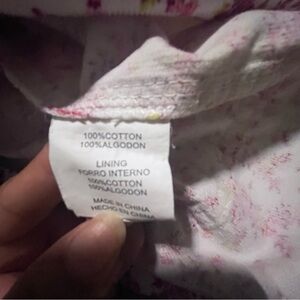 100%COTTON
100%ALGODON
LINING
FORRO INTERNO
100%COTTON
100%ALGODON
MADE IN CHINA
HECHO EN CHINA